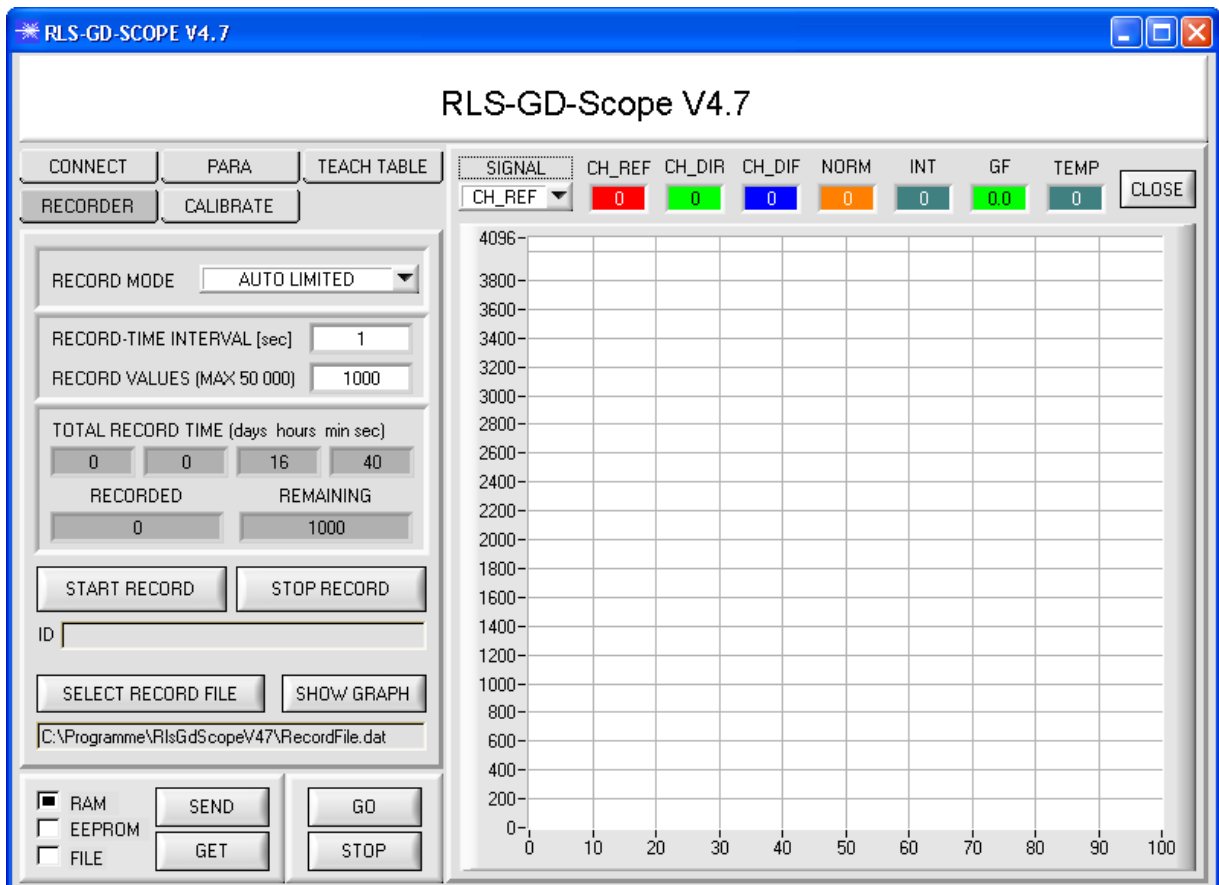 RLS-GD-SCOPE V4.7
RLS-GD-Scope V4.7
CONNECT PARA TEACH TABLE
RECORDER CALIBRATE
RECORD MODE AUTO LIMITED
RECORD-TIME INTERVAL [sec] 1
RECORD VALUES (MAX 50 000) 1000
TOTAL RECORD TIME (days hours min sec)
0 0 16 40
RECORDED REMAINING
0 1000
START RECORD STOP RECORD
ID
SELECT RECORD FILE SHOW GRAPH
C:\Programme\RlsGdScopeV47\RecordFile.dat
RAM SEND GO
EEPROM
FILE GET STOP
SIGNAL CH_REF CH_DIR CH_DIF NORM INT GF TEMP
CH_REF 0 0 0 0 0 0.0 0 CLOSE
4096
3800
3600
3400
3200
3000
2800
2600
2400
2200
2000
1800
1600
1400
1200
1000
800
600
400
200
0
0 10 20 30 40 50 60 70 80 90 100